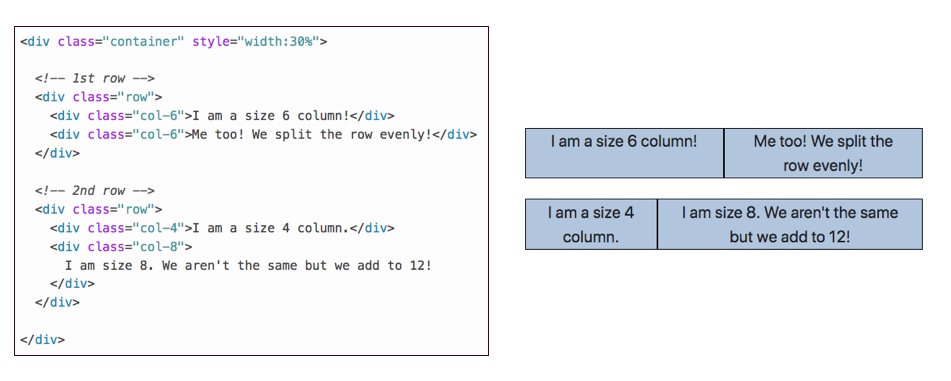 <div class="container" style="width:30%">
<!-- 1st row -->
<div class="row">
<div class="col-6">I am a size 6 column!</div>
<div class="col-6">Me too! We split the row evenly!</div>
</div>
<!-- 2nd row -->
<div class="row">
<div class="col-4">I am a size 4 column.</div>
<div class="col-8">
I am size 8. We aren't the same but we add to 12!
</div>
</div>
</div>
I am a size 6 column!
Me too! We split the
row evenly!
I am a size 4
column.
I am size 8. We aren't the same
but we add to 12!